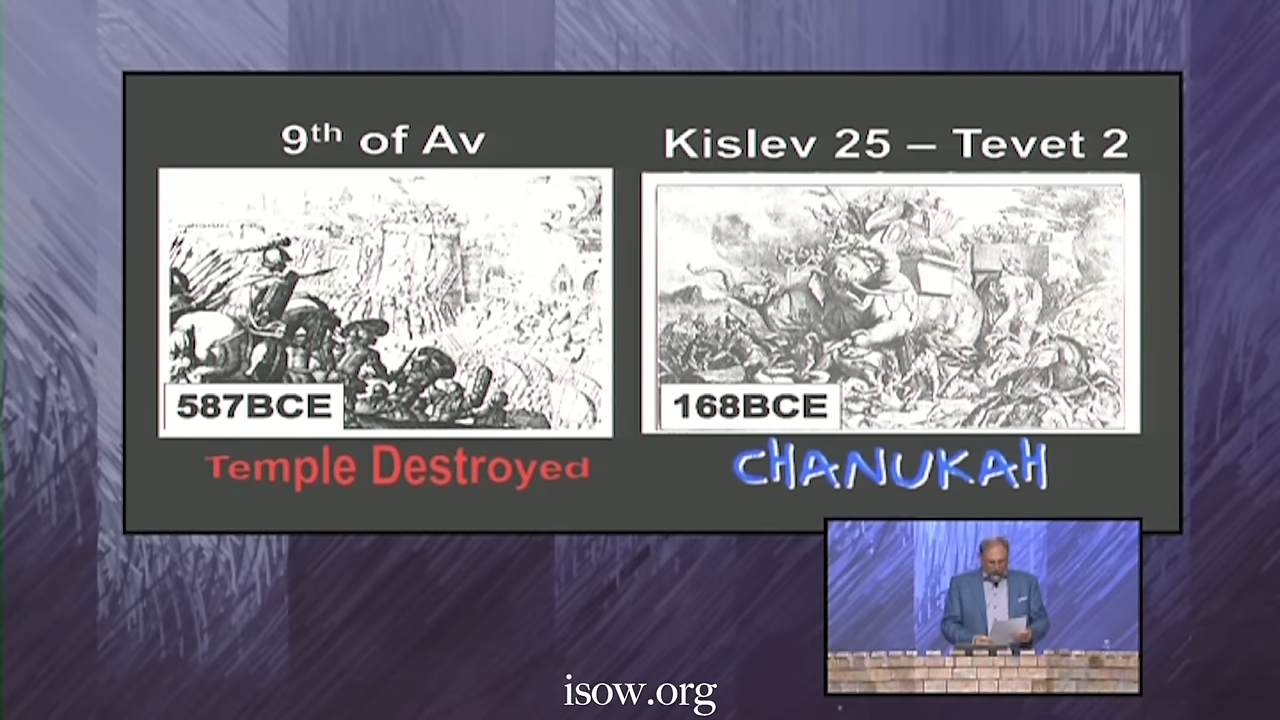 9th of Av
587BCE
Temple Destroyed
Kislev 25 – Tevet 2
168BCE
CHANUKAH
isow.org